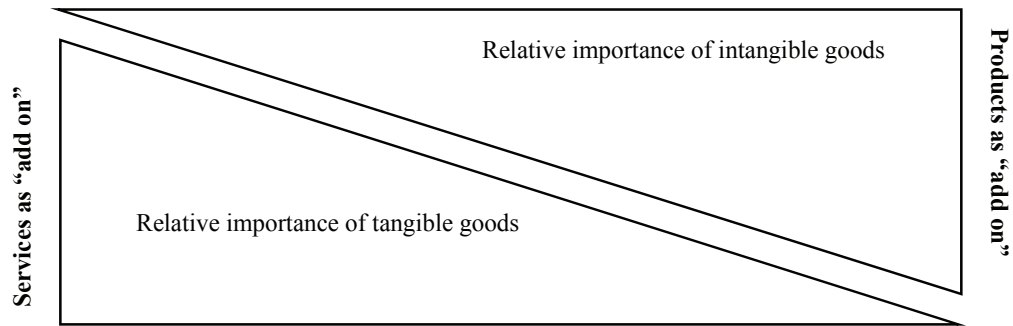 Relative importance of intangible goods
Relative importance of tangible goods
Services as “add on”
Products as “add on”